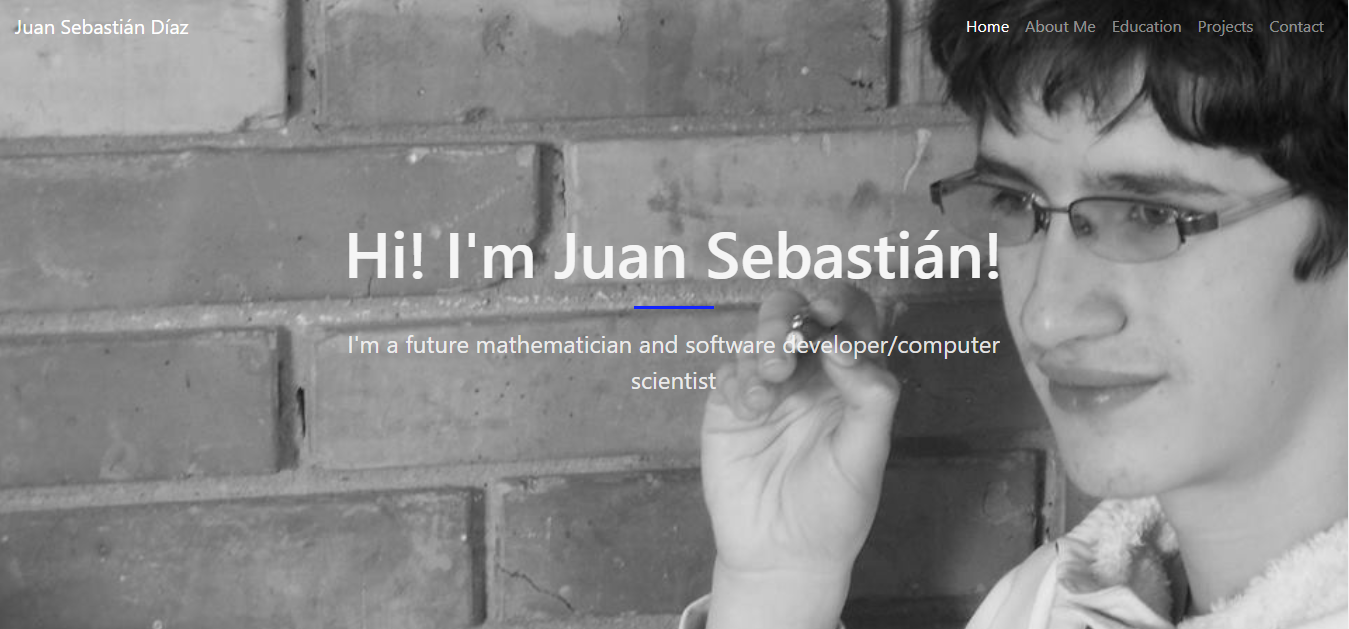 Juan Sebastián Díaz
Home About Me Education Projects Contact
Hi! I'm Juan Sebastián!
I'm a future mathematician and software developer/computer
scientist